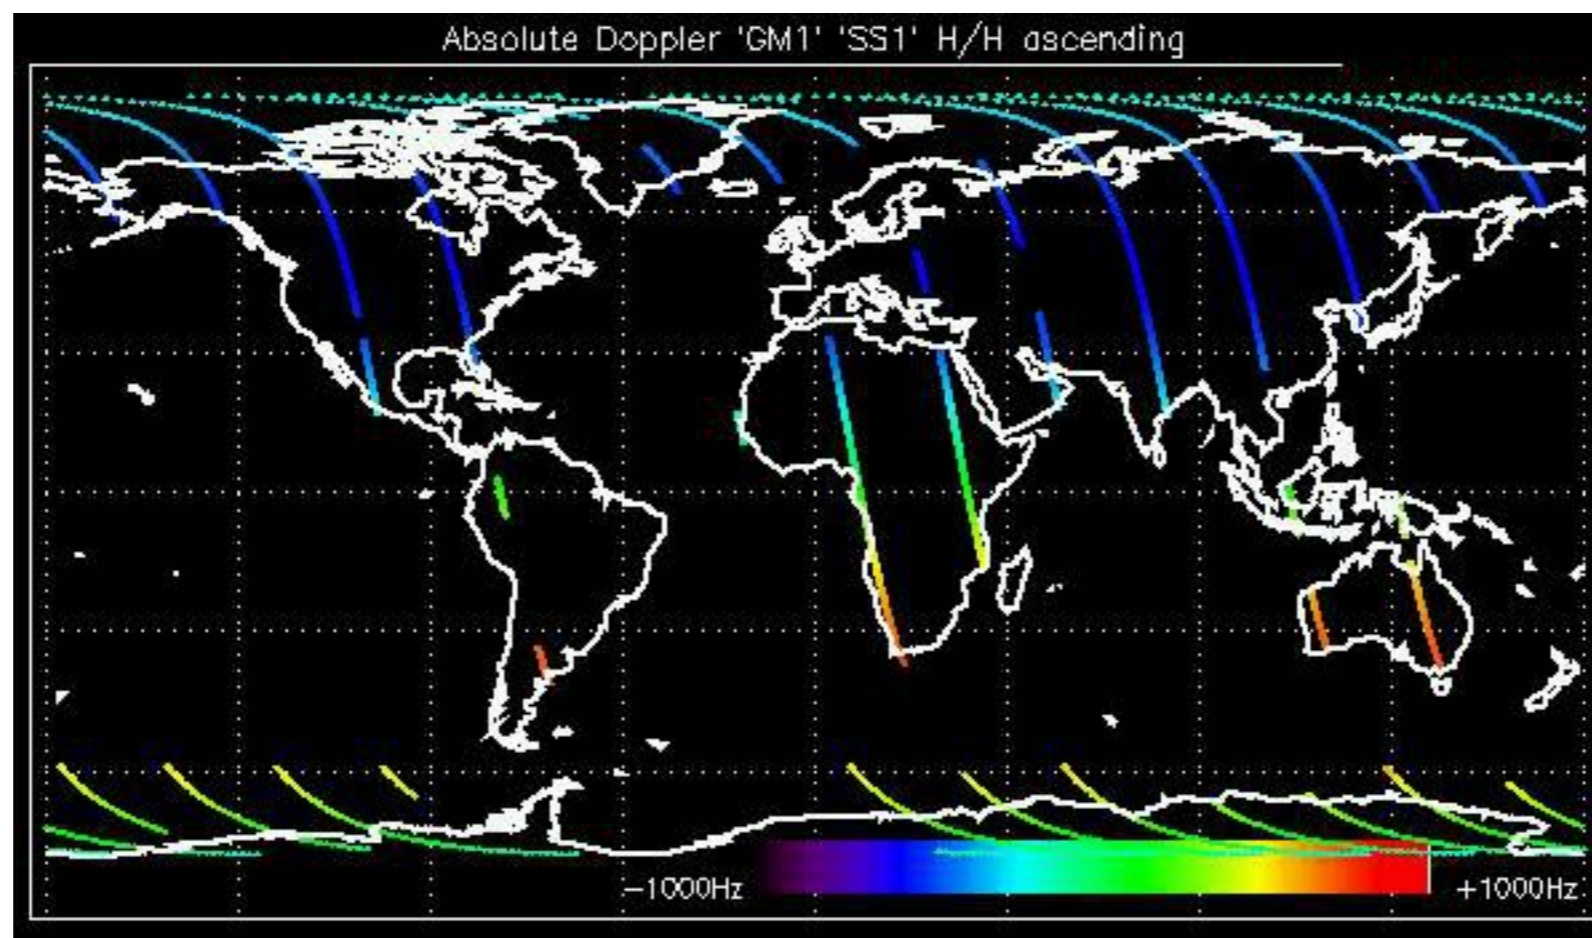 Absolute Doppler 'GM1' 'SS1' H/H ascending
-1000Hz
+1000Hz